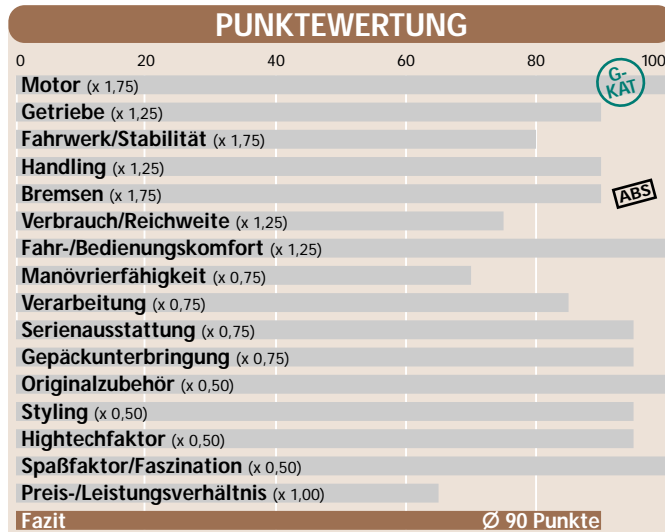 PUNKTEWERTUNG
0 20 40 60 80 100
Motor (x 1,75)
G-
KAT
Getriebe (x 1,25)
Fahrwerk/Stabilität (x 1,75)
Handling (x 1,25)
Bremsen (x 1,75)
ABS
Verbrauch/Reichweite (x 1,25)
Fahr-/Bedienungskomfort (x 1,25)
Manövrierfähigkeit (x 0,75)
Verarbeitung (x 0,75)
Serienausstattung (x 0,75)
Gepäckunterbringung (x 0,75)
Originalzubehör (x 0,50)
Styling (x 0,50)
Hightechfaktor (x 0,50)
Spaßfaktor/Faszination (x 0,50)
Preis-/Leistungsverhältnis (x 1,00)
Fazit Ø 90 Punkte